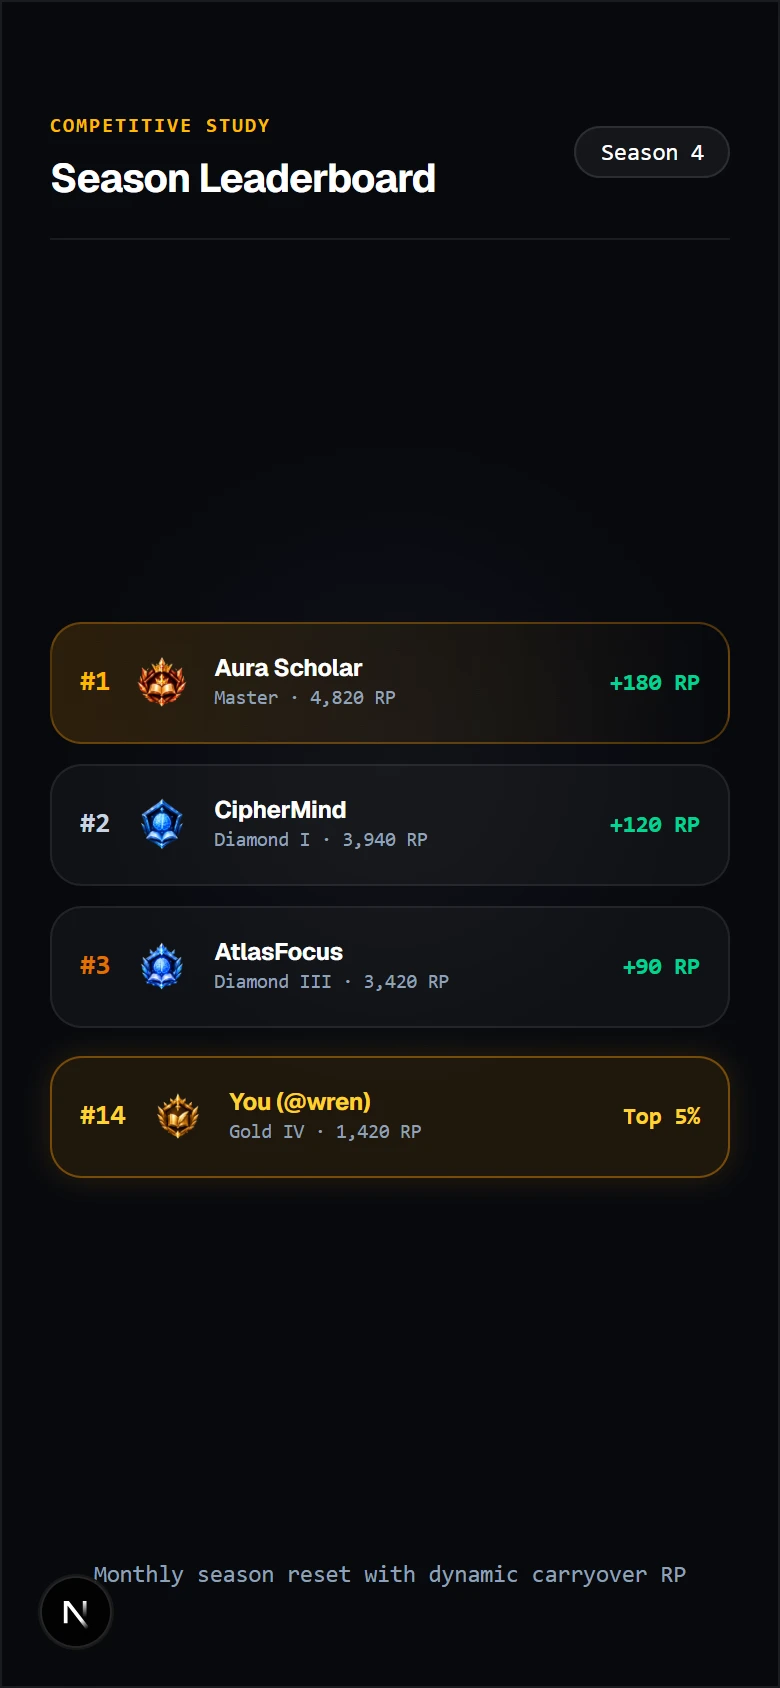 COMPETITIVE STUDY
Season Leaderboard
Season 4
#1
Aura Scholar
Master · 4,820 RP
+180 RP
#2
CipherMind
Diamond I · 3,940 RP
+120 RP
#3
AtlasFocus
Diamond III · 3,420 RP
+90 RP
#14
You (@wren)
Gold IV · 1,420 RP
Top 5%
Monthly season reset with dynamic carryover RP
N